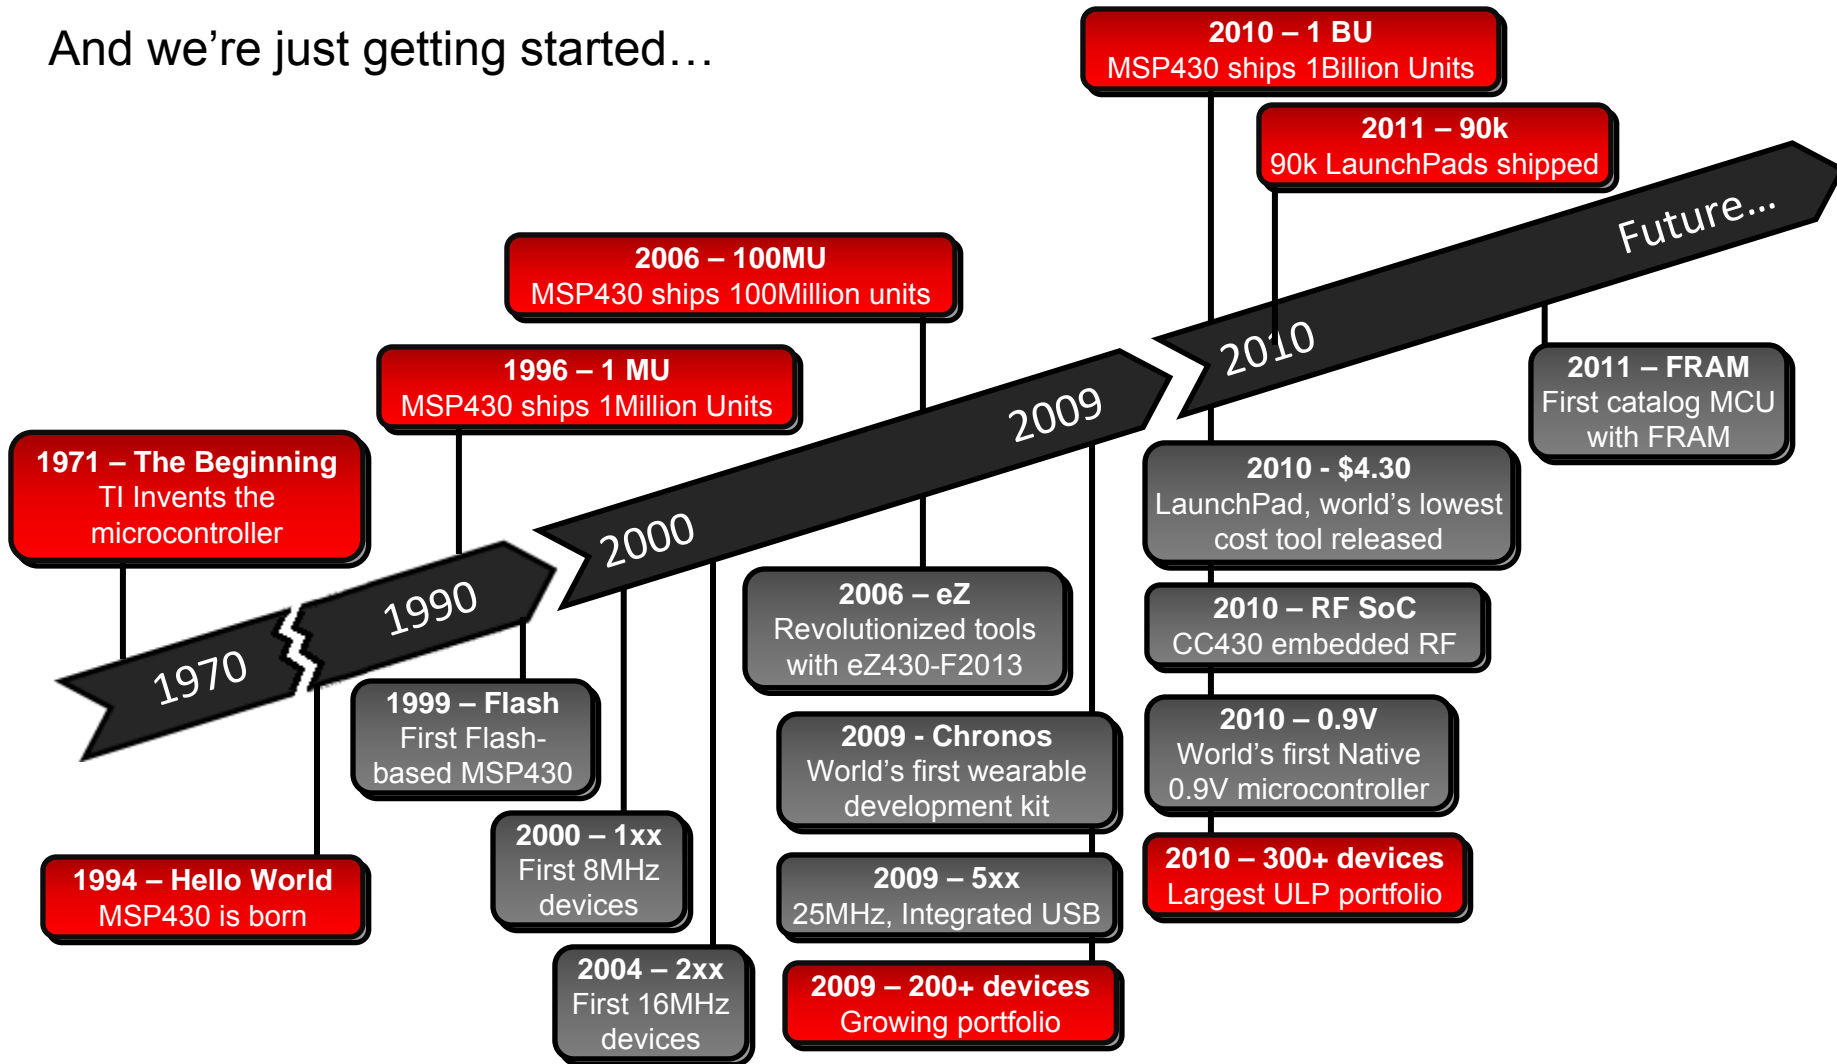 And we're just getting started…
2010 – 1 BU
MSP430 ships 1Billion Units
2011 – 90k
90k LaunchPads shipped
2006 – 100MU
MSP430 ships 100Million units
1996 – 1 MU
MSP430 ships 1Million Units
1971 – The Beginning
TI Invents the
microcontroller
1970
1990
2000
2009
2010
Future...
2011 – FRAM
First catalog MCU
with FRAM
1994 – Hello World
MSP430 is born
1999 – Flash
First Flash-
based MSP430
2000 – 1xx
First 8MHz
devices
2004 – 2xx
First 16MHz
devices
2006 – eZ
Revolutionized tools
with eZ430-F2013
2009 - Chronos
World's first wearable
development kit
2009 – 5xx
25MHz, Integrated USB
2009 – 200+ devices
Growing portfolio
2010 - $4.30
LaunchPad, world's lowest
cost tool released
2010 – RF SoC
CC430 embedded RF
2010 – 0.9V
World's first Native
0.9V microcontroller
2010 – 300+ devices
Largest ULP portfolio